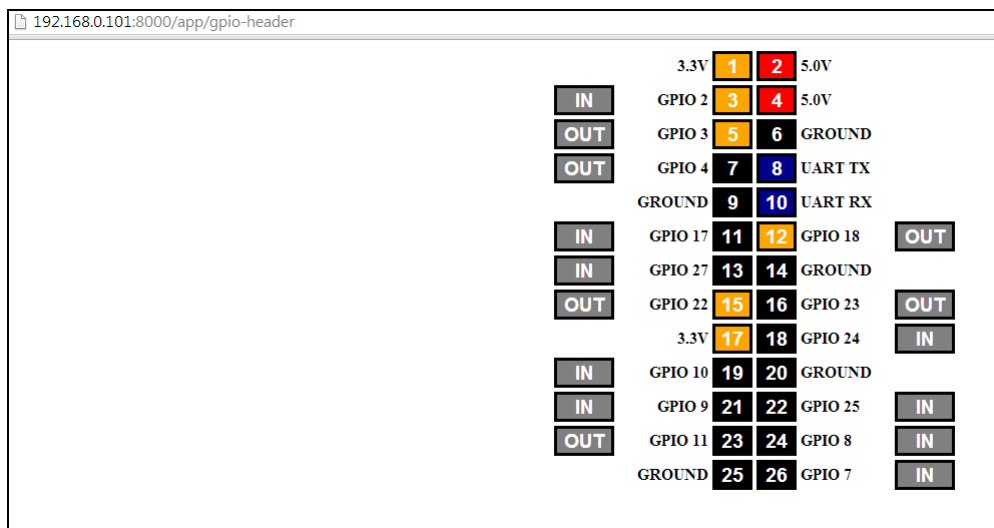 192.168.0.101:8000/app/gpio-header
3.3V 1 2 5.0V
IN GPIO 2 3 4 5.0V
OUT GPIO 3 5 6 GROUND
OUT GPIO 4 7 8 UART TX
GROUND 9 10 UART RX
IN GPIO 17 11 12 GPIO 18 OUT
IN GPIO 27 13 14 GROUND
OUT GPIO 22 15 16 GPIO 23 OUT
3.3V 17 18 GPIO 24 IN
IN GPIO 10 19 20 GROUND
IN GPIO 9 21 22 GPIO 25 IN
OUT GPIO 11 23 24 GPIO 8 IN
GROUND 25 26 GPIO 7 IN